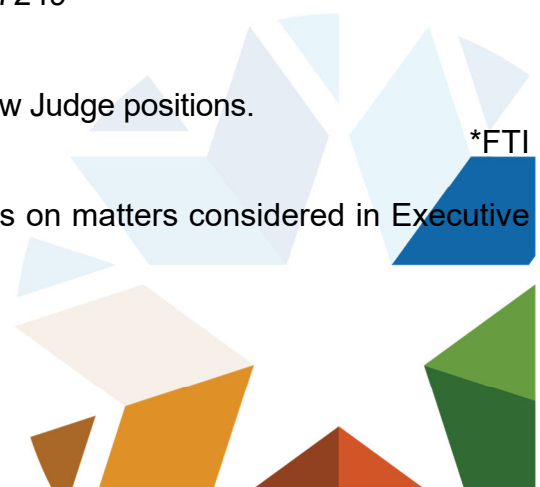 w Judge positions.
*FTI
s on matters considered in Executive